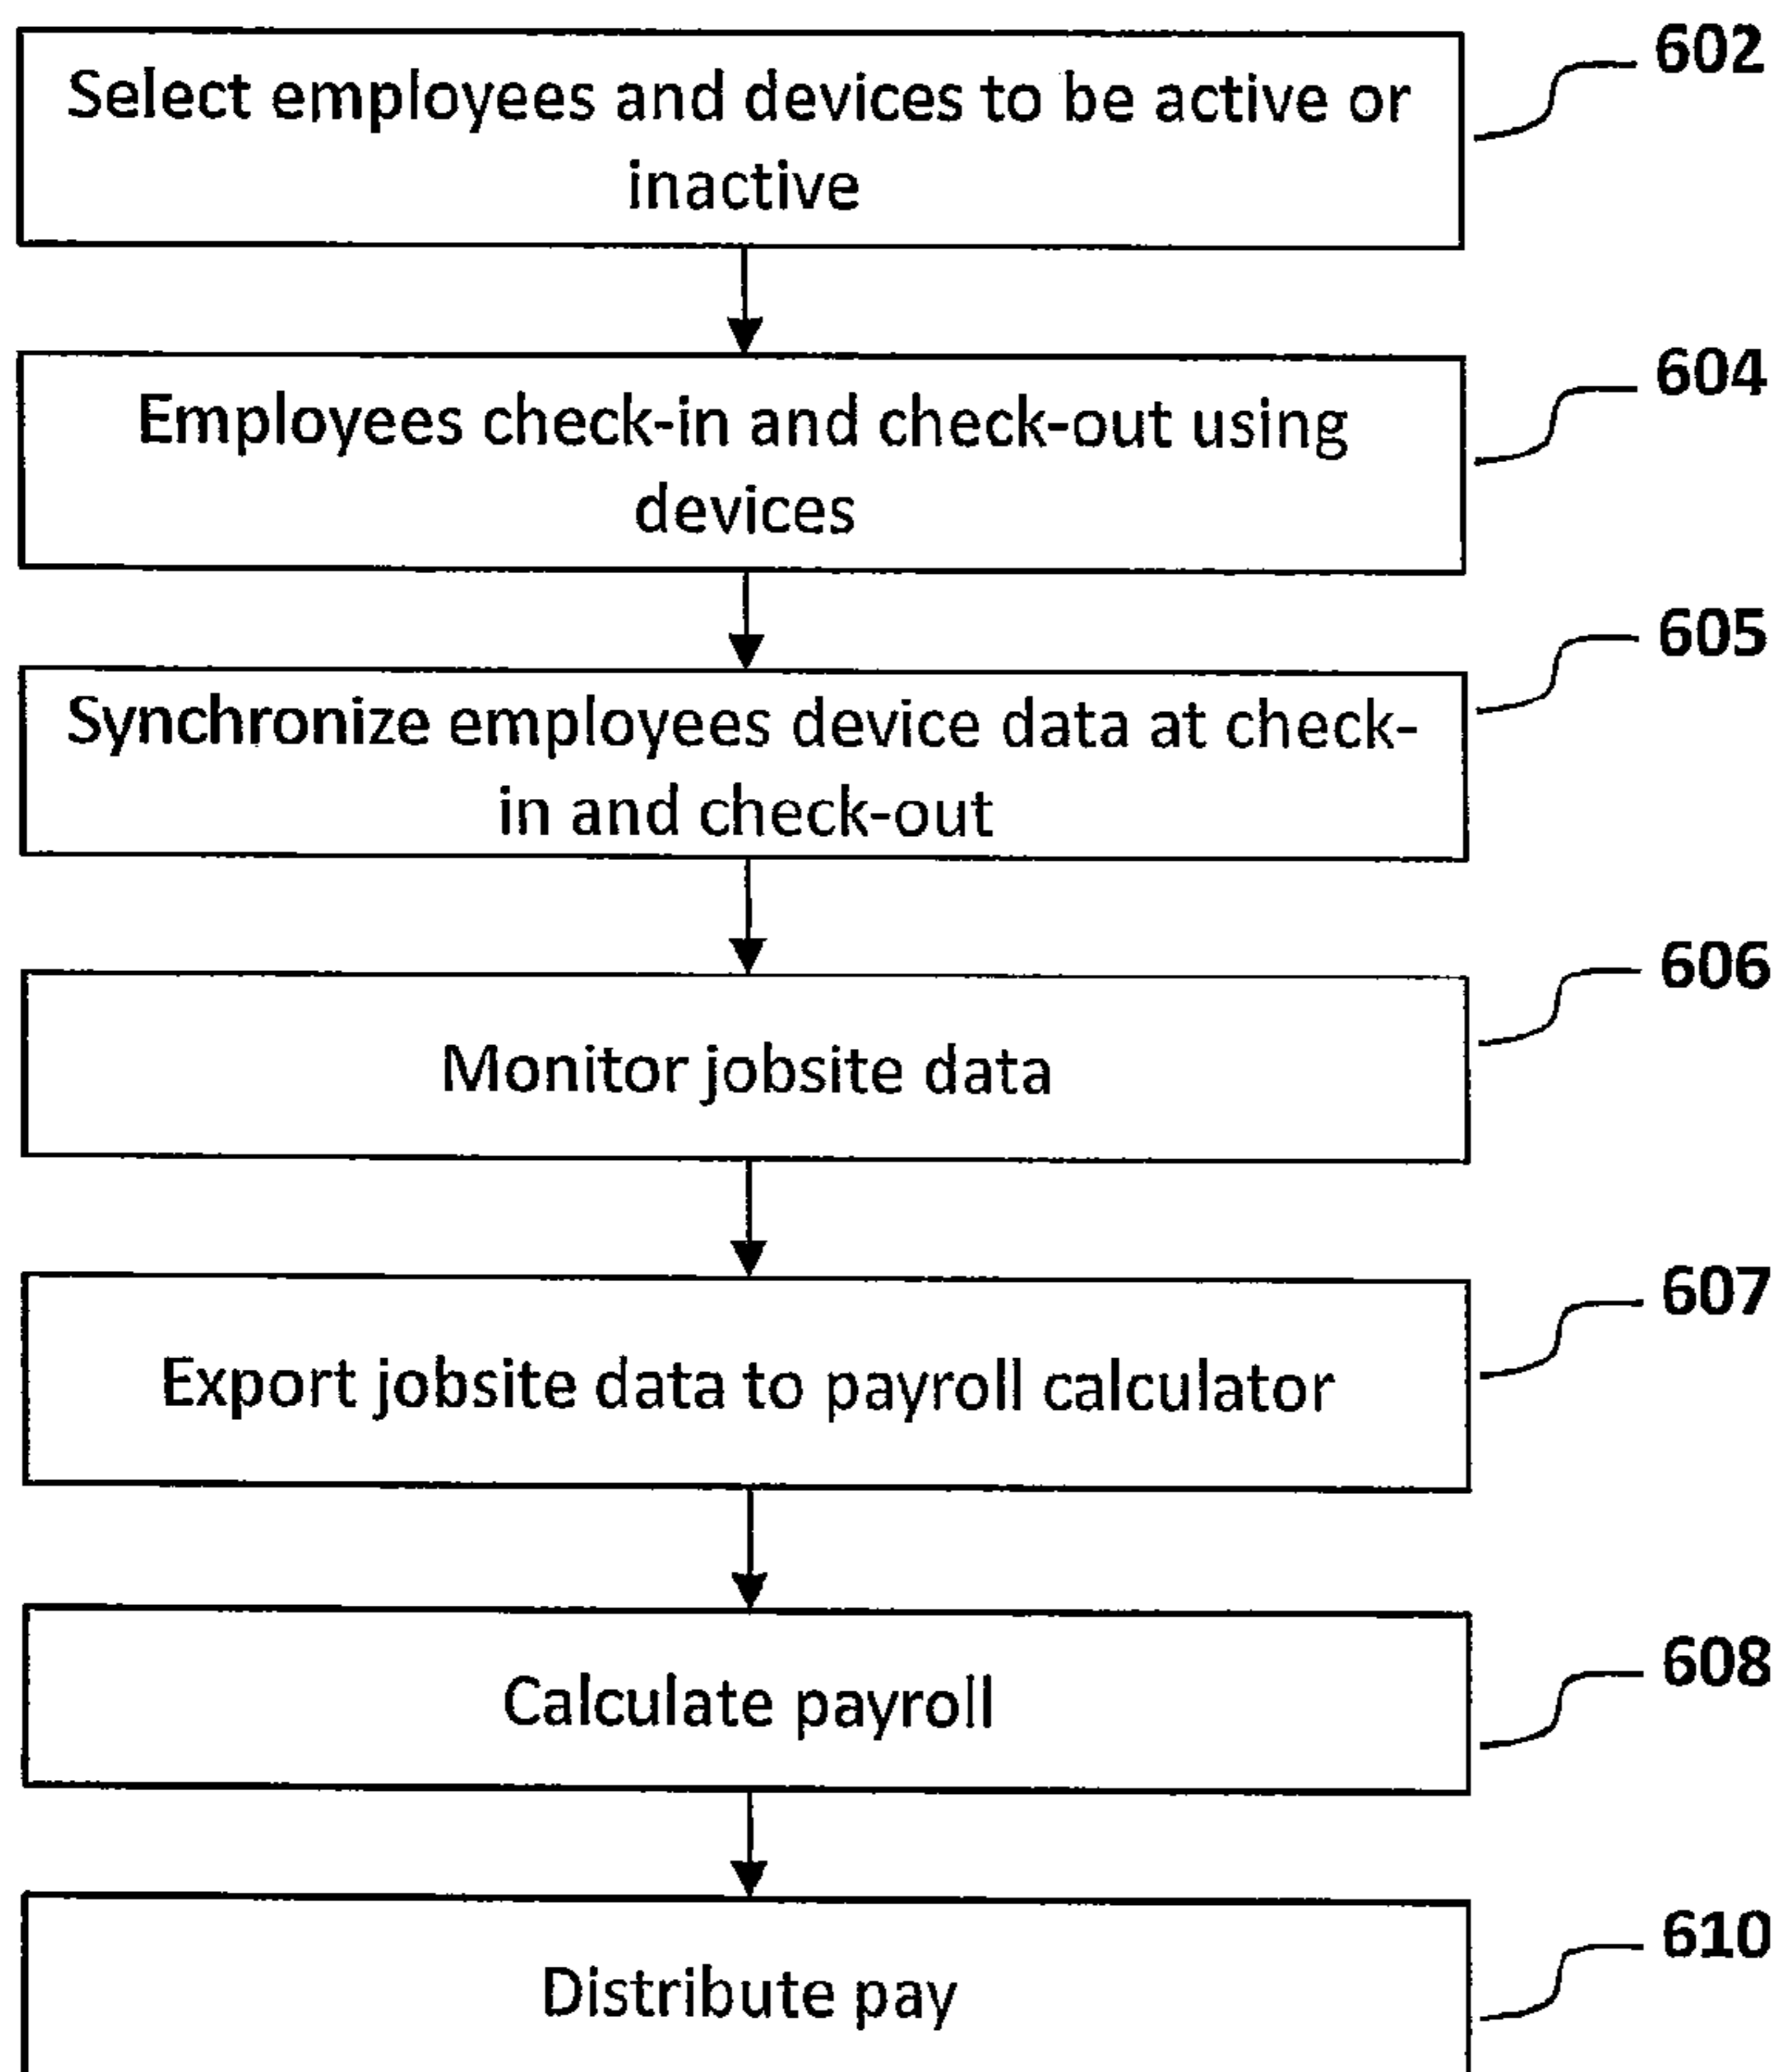 Select employees and devices to be active or
inactive
602
Employees check-in and check-out using
devices
604
Synchronize employees device data at check-
in and check-out
605
Monitor jobsite data
606
Export jobsite data to payroll calculator
607
Calculate payroll
608
Distribute pay
610